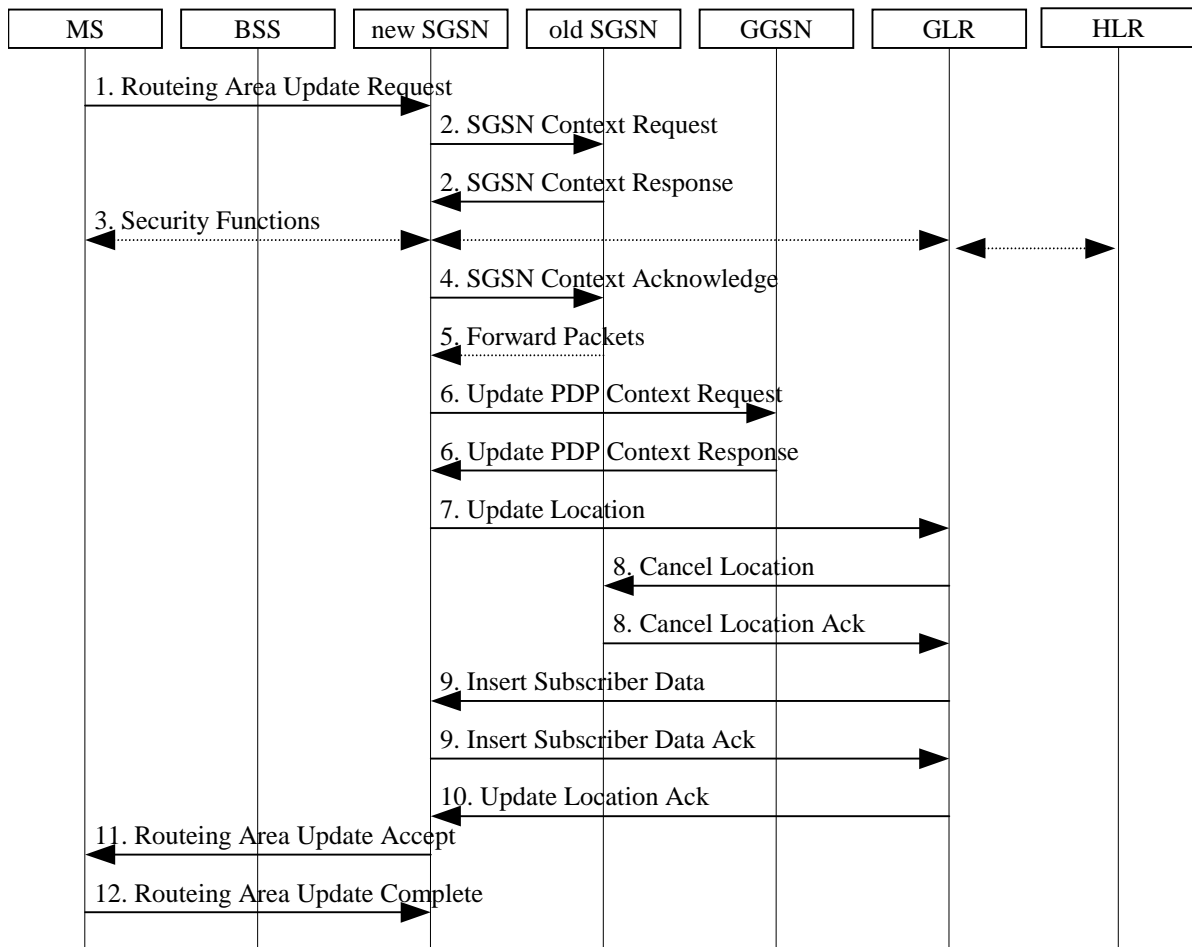 MS
BSS
new SGSN
old SGSN
GGSN
GLR
HLR
1. Routeing Area Update Request
2. SGSN Context Request
2. SGSN Context Response
3. Security Functions
4. SGSN Context Acknowledge
5. Forward Packets
6. Update PDP Context Request
6. Update PDP Context Response
7. Update Location
8. Cancel Location
8. Cancel Location Ack
9. Insert Subscriber Data
9. Insert Subscriber Data Ack
10. Update Location Ack
11. Routeing Area Update Accept
12. Routeing Area Update Complete